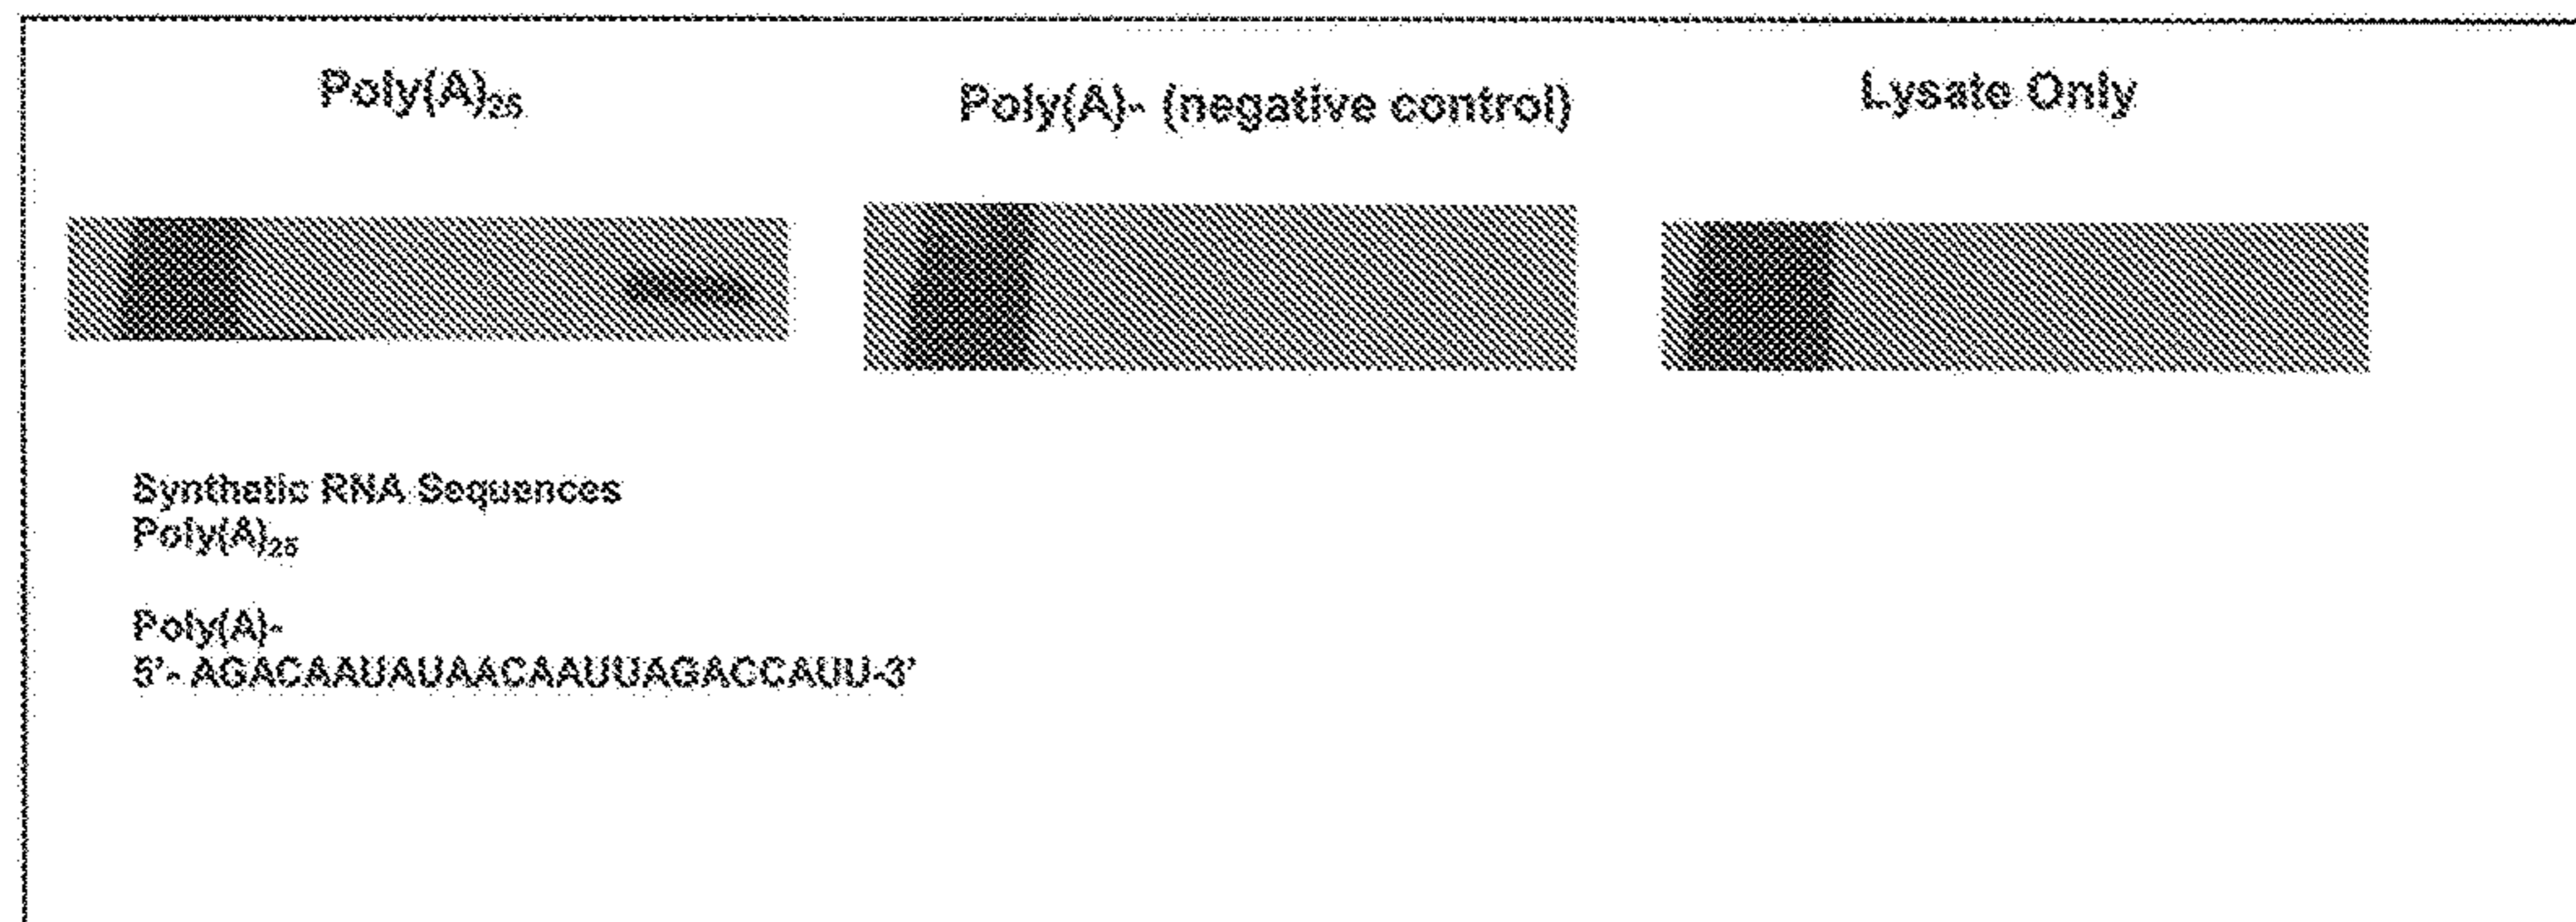 Poly(A)₂₅
Poly(A)- (negative control)
Lysate Only
Synthetic RNA Sequences
Poly(A)₂₅
Poly(A)-
5'- AGACAAUAUAACAAUUAGACCAUU-3'